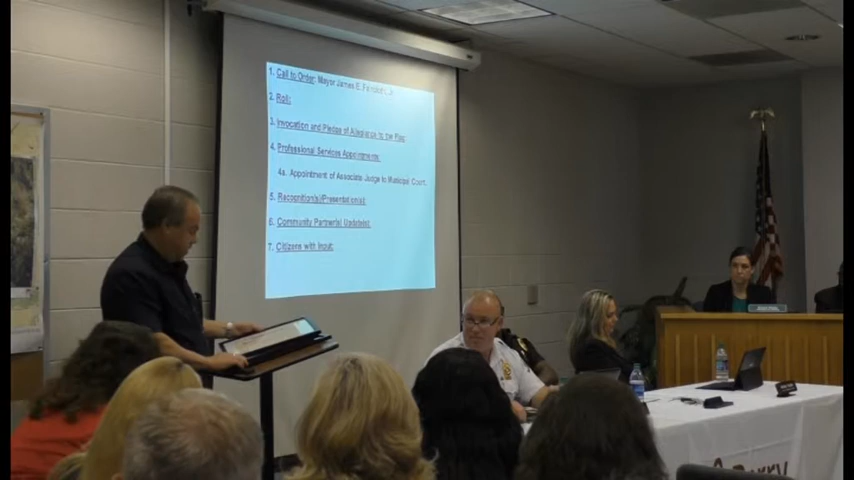 1. Call to Order: Mayor James E. Faircloth, Jr.
2. Roll:
3. Invocation and Pledge of Allegiance to the Flag:
4. Professional Services Appointments:
4a. Appointment of Associate Judge to Municipal Court.
5. Recognition(s)/Presentation(s):
6. Community Partner(s) Update(s):
7. Citizens with Input:
Perry